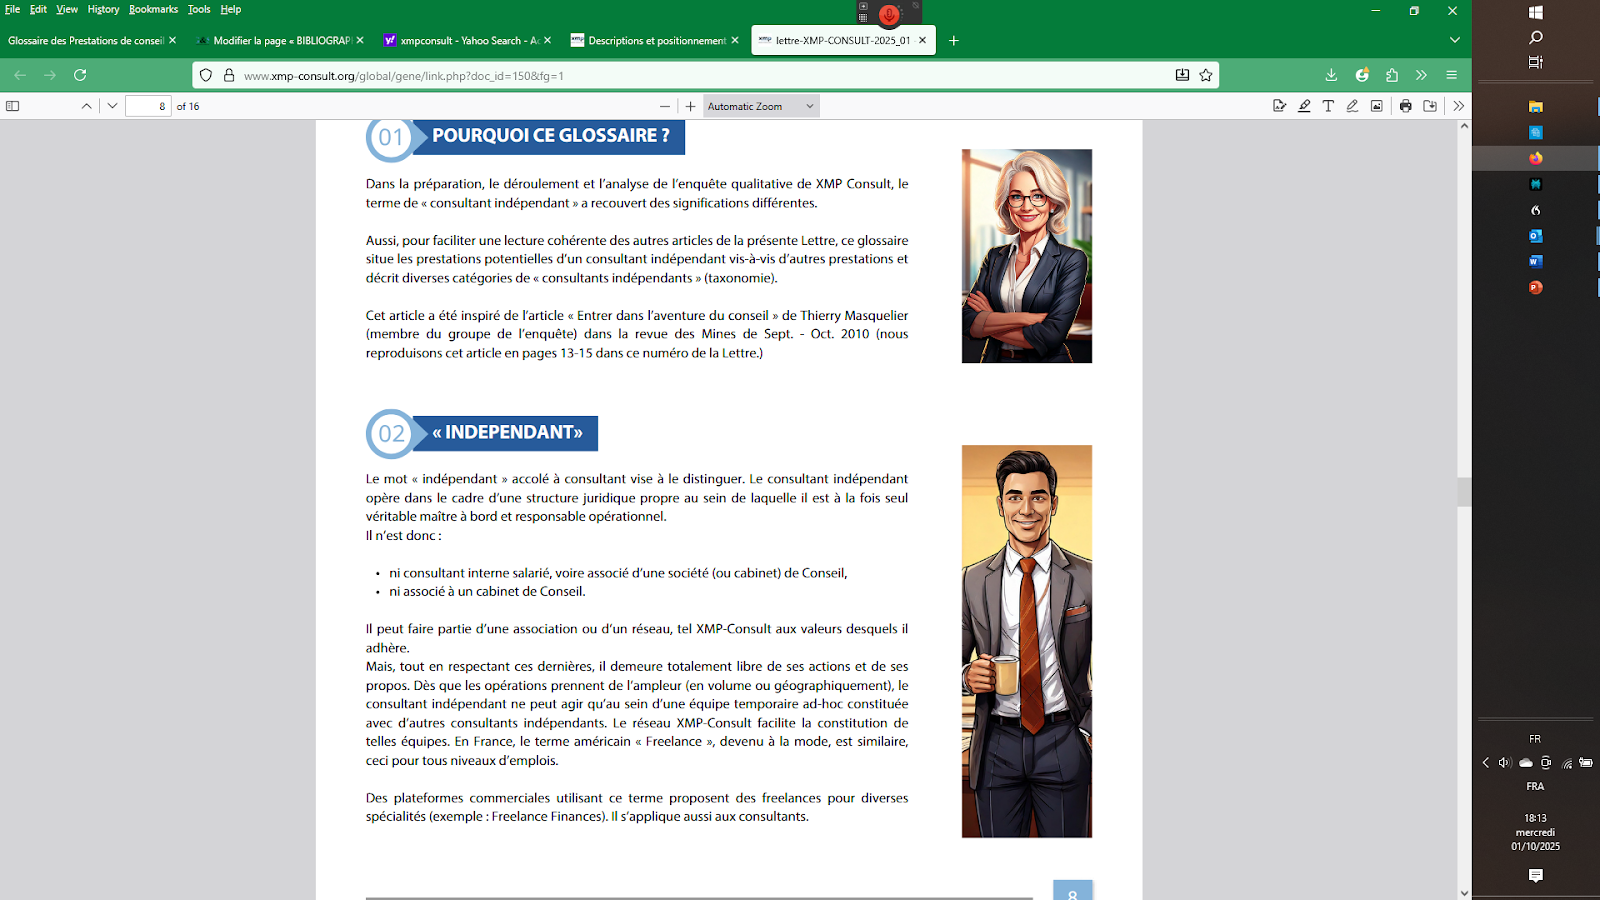 File Edit View History Bookmarks Tools Help
Glossaire des Prestations de conseil
Modifier la page « BIBLIOGRAPI
xmpconsult - Yahoo Search - Ac
Descriptions et positionnement
lettre-XMP-CONSULT-2025_01
www.xmp-consult.org/global/gene/link.php?doc_id=150&fg=1
8 of 16
Automatic Zoom
01 POURQUOI CE GLOSSAIRE ?
Dans la préparation, le déroulement et l'analyse de l'enquête qualitative de XMP Consult, le
terme de « consultant indépendant » a recouvert des significations différentes.
Aussi, pour faciliter une lecture cohérente des autres articles de la présente Lettre, ce glossaire
situe les prestations potentielles d'un consultant indépendant vis-à-vis d'autres prestations et
décrit diverses catégories de « consultants indépendants » (taxonomie).
Cet article a été inspiré de l'article « Entrer dans l'aventure du conseil » de Thierry Masquelier
(membre du groupe de l'enquête) dans la revue des Mines de Sept. - Oct. 2010 (nous
reproduisons cet article en pages 13-15 dans ce numéro de la Lettre.)
02 « INDEPENDANT»
Le mot « indépendant » accolé à consultant vise à le distinguer. Le consultant indépendant
opère dans le cadre d'une structure juridique propre au sein de laquelle il est à la fois seul
véritable maître à bord et responsable opérationnel.
Il n'est donc :
• ni consultant interne salarié, voire associé d'une société (ou cabinet) de Conseil,
• ni associé à un cabinet de Conseil.
Il peut faire partie d'une association ou d'un réseau, tel XMP-Consult aux valeurs desquels il
adhère.
Mais, tout en respectant ces dernières, il demeure totalement libre de ses actions et de ses
propos. Dès que les opérations prennent de l'ampleur (en volume ou géographiquement), le
consultant indépendant ne peut agir qu'au sein d'une équipe temporaire ad-hoc constituée
avec d'autres consultants indépendants. Le réseau XMP-Consult facilite la constitution de
telles équipes. En France, le terme américain « Freelance », devenu à la mode, est similaire,
ceci pour tous niveaux d'emplois.
Des plateformes commerciales utilisant ce terme proposent des freelances pour diverses
spécialités (exemple : Freelance Finances). Il s'applique aussi aux consultants.
8
FR
FRA
18:13
mercredi
01/10/2025